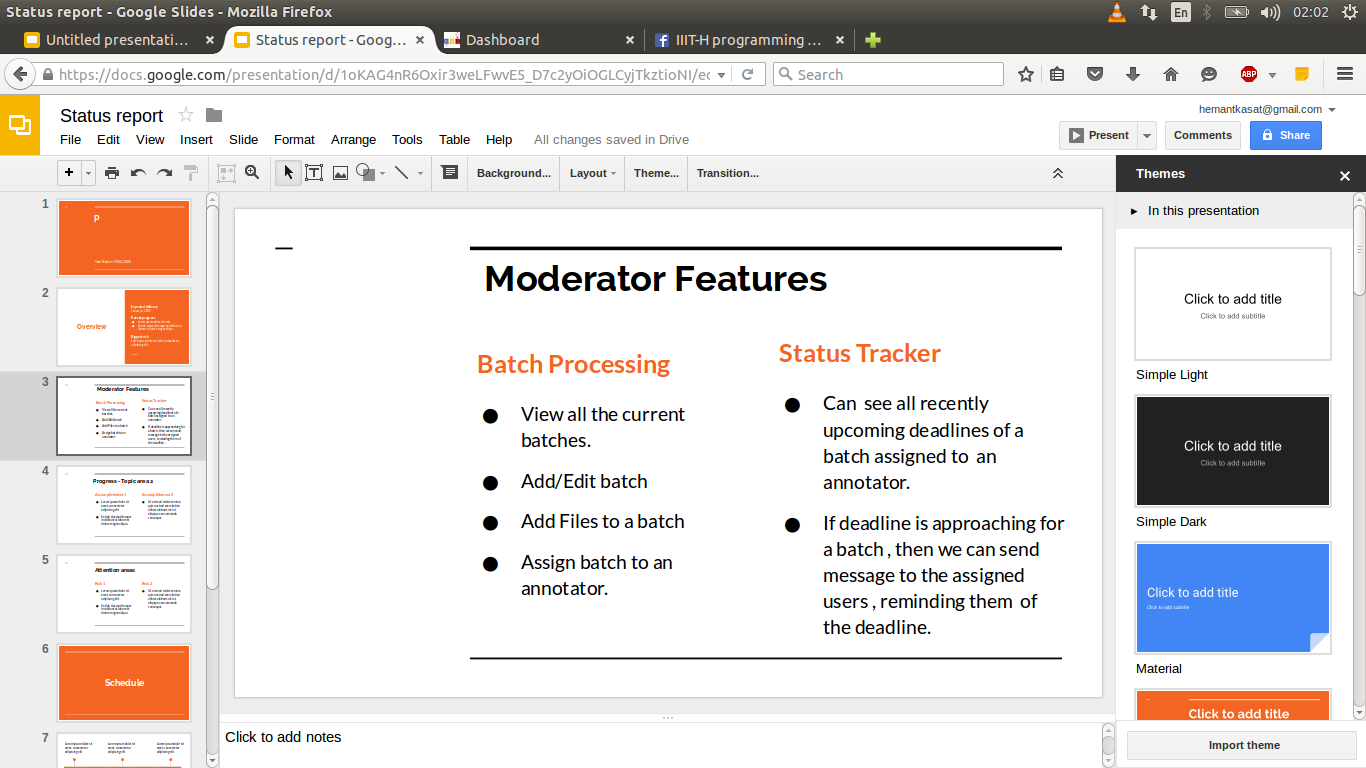 Status report - Google Slides - Mozilla Firefox
En
02:02
Untitled presentati...
Status report - Goog...
Dashboard
IIIT-H programming ...
https://docs.google.com/presentation/d/1oKAG4nR6Oxir3weLFwvE5_D7c2yOiOGLCyjTkztioNI/ec
Search
ABP
Status report
hemantkasat@gmail.com
File Edit View Insert Slide Format Arrange Tools Table Help All changes saved in Drive
Present
Comments
Share
Background...
Layout
Theme...
Transition...
Themes
In this presentation
1
P
2
Overview
3
Moderator Features
Batch Processing
Status Tracker
4
Progress - Topic area 2
5
Attention areas
Risk 1
Risk 2
6
Schedule
7
Moderator Features
Batch Processing
View all the current
batches.
Add/Edit batch
Add Files to a batch
Assign batch to an
annotator.
Status Tracker
Can see all recently
upcoming deadlines of a
batch assigned to an
annotator.
If deadline is approaching for
a batch , then we can send
message to the assigned
users , reminding them of
the deadline.
Click to add notes
Click to add title
Click to add subtitle
Simple Light
Click to add title
Click to add subtitle
Simple Dark
Click to add title
Click to add subtitle
Material
Click to add title
Import theme